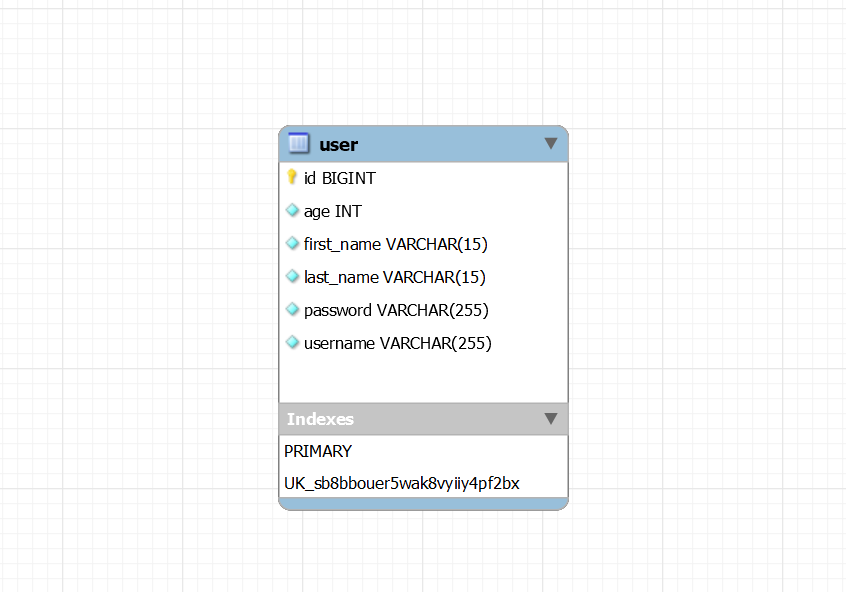 user
id BIGINT
age INT
first_name VARCHAR(15)
last_name VARCHAR(15)
password VARCHAR(255)
username VARCHAR(255)
Indexes
PRIMARY
UK_sb8bbouer5wak8vyiiy4pf2bx